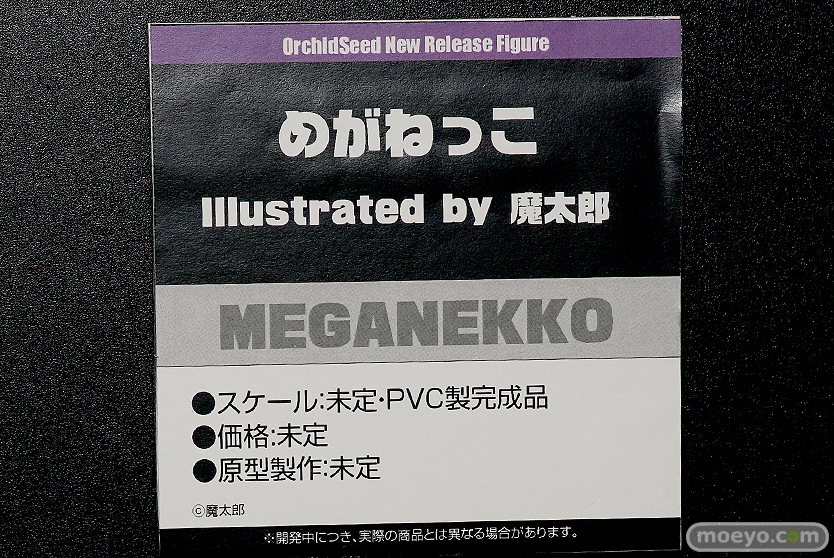 OrchidSeed New Release Figure
めがねっこ
Illustrated by 魔太郎
MEGANEKKO
●スケール:未定・PVC製完成品
●価格:未定
●原型製作:未定
©魔太郎
※開発中につき、実際の商品とは異なる場合があります。
moeyo.com